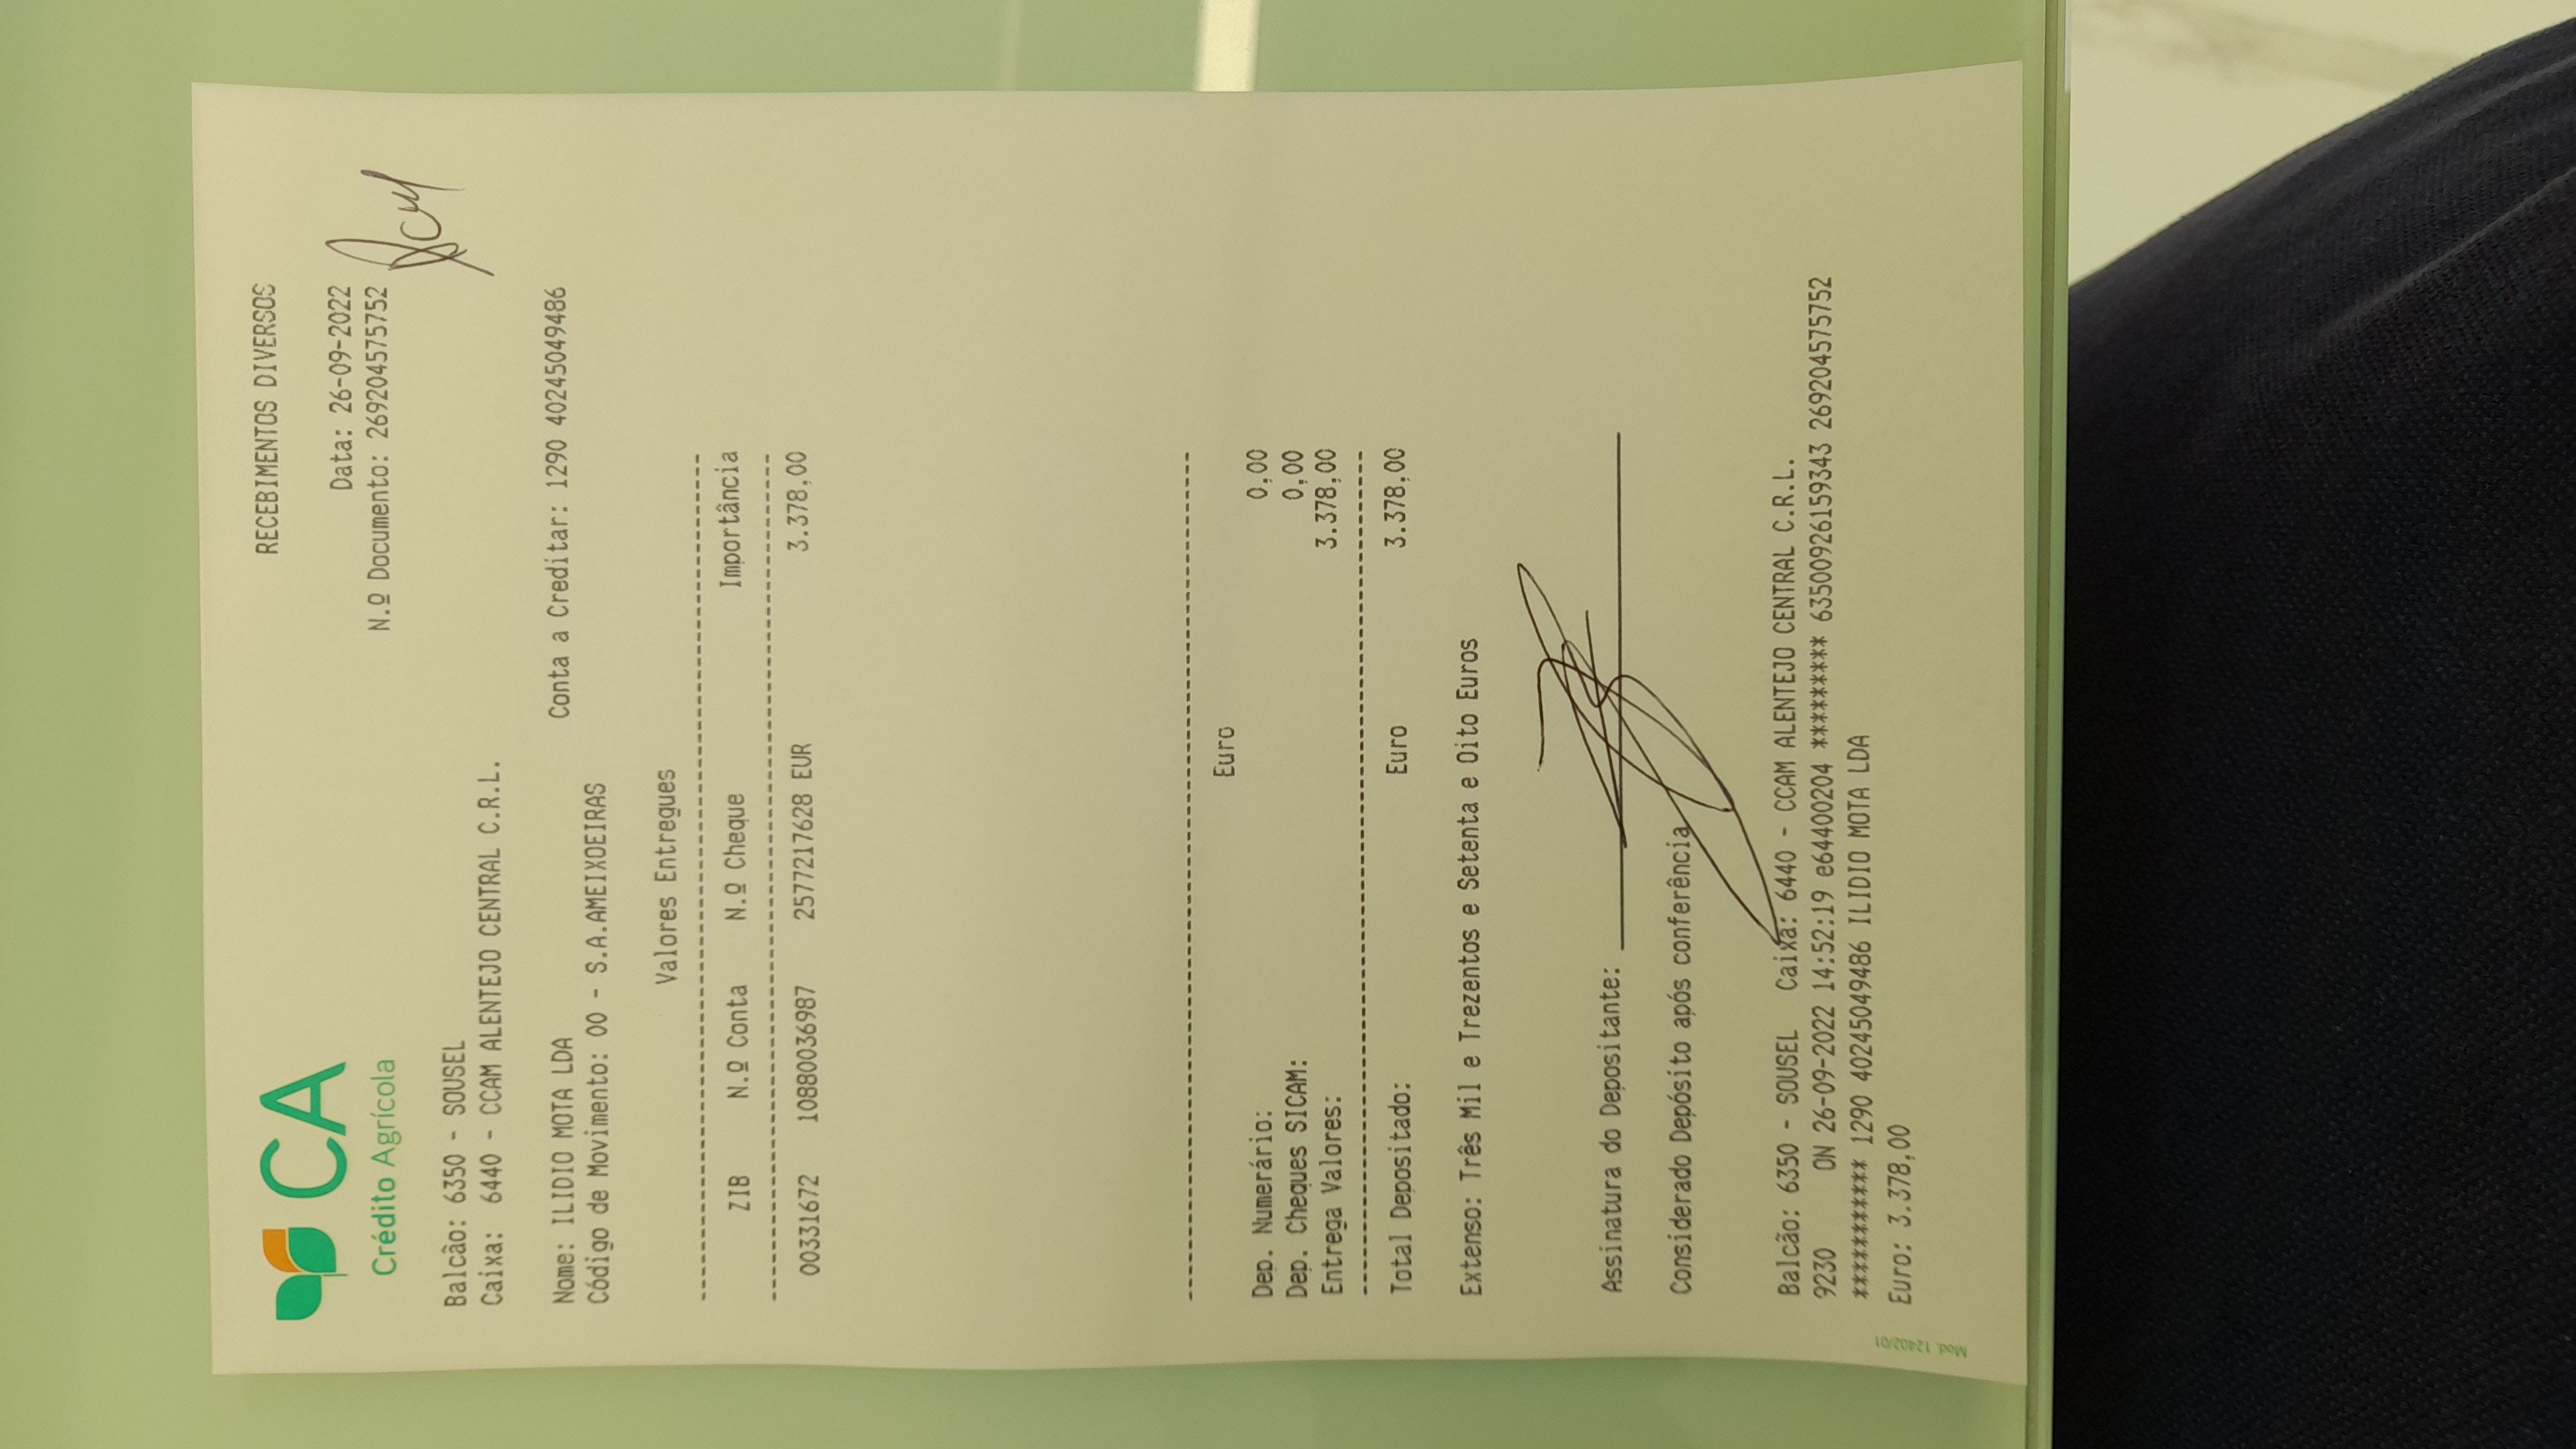 CA
Crédito Agrícola
RECEBIMENTOS DIVERSOS
Data: 26-09-2022
N.º Documento: 269204575752
Balcão: 6350 - SOUSEL
Caixa: 6440 - CCAM ALENTEJO CENTRAL C.R.L.
Nome: ILIDIO MOTA LDA Conta a Creditar: 1290 40245049486
Código de Movimento: 00 - S.A.AMEIXOEIRAS
Valores Entregues
ZIB N.º Conta N.º Cheque Importância
00331672 10880036987 2577217628 EUR 3.378,00
Euro
Dep. Numerário: 0,00
Dep. Cheques SICAM: 0,00
Entrega Valores: 3.378,00
Total Depositado: Euro 3.378,00
Extenso: Três Mil e Trezentos e Setenta e Oito Euros
Assinatura do Depositante:
Considerado Depósito após conferência
Balcão: 6350 - SOUSEL Caixa: 6440 - CCAM ALENTEJO CENTRAL C.R.L.
9230 ON 26-09-2022 14:52:19 e64400204 ******** 635009261​59343 269204575752
*********** 1290 40245049486 ILIDIO MOTA LDA
Euro: 3.378,00
Mod. 12402/01